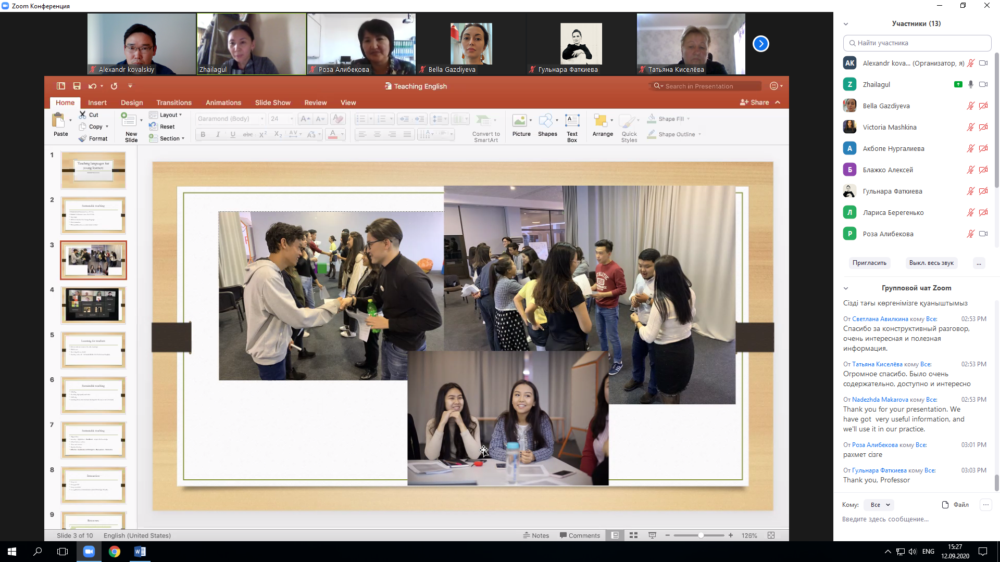 Zoom Конференция
Alexandr kovalskiy
Zhailagul
Роза Алибекова
Bella Gazdiyeva
Гульнара Фаткиева
Татьяна Киселёва
Teaching English
Search in Presentation
Home Insert Design Transitions Animations Slide Show Review View
Share
Paste
Cut
Copy
Format
New Slide
Layout
Reset
Section
Garamond (Body) 24
B I U abc X² X₂ AV Aa A
Convert to SmartArt
Picture
Shapes
Text Box
Arrange
Quick Styles
Shape Fill
Shape Outline
1
Teaching languages for
young learners
2
Sustainable teaching
3
4
5
Learning for teachers
6
Sustainable teaching
7
Sustainable teaching
8
Interaction
9
Resources
ATHLETIC
Slide 3 of 10 English (United States)
Notes
Comments
126%
Участники (13)
Найти участника
AK Alexandr kova... (Организатор, я)
Z Zhailagul
Bella Gazdiyeva
Victoria Mashkina
А Акбопе Нургалиева
Б Блажко Алексей
Гульнара Фаткиева
Л Лариса Берегенько
Р Роза Алибекова
Пригласить
Выкл. весь звук
...
Групповой чат Zoom
Сізді тағы көргенімізге қуаныштымыз
От Светлана Авилкина кому Все: 02:53 PM
Спасибо за конструктивный разговор,
очень интересная и полезная
информация.
От Татьяна Киселёва кому Все: 02:53 PM
Огромное спасибо. Было очень
содержательно, доступно и интересно
От Nadezhda Makarova кому Все: 02:53 PM
Thank you for your presentation. We
have got very useful information, and
we'll use it in our practice.
От Роза Алибекова кому Все: 03:01 PM
рахмет сізге
От Гульнара Фаткиева кому Все: 03:03 PM
Thank you, Professor
Кому: Все
Файл
...
Введите здесь сообщение...
ENG
15:27
12.09.2020